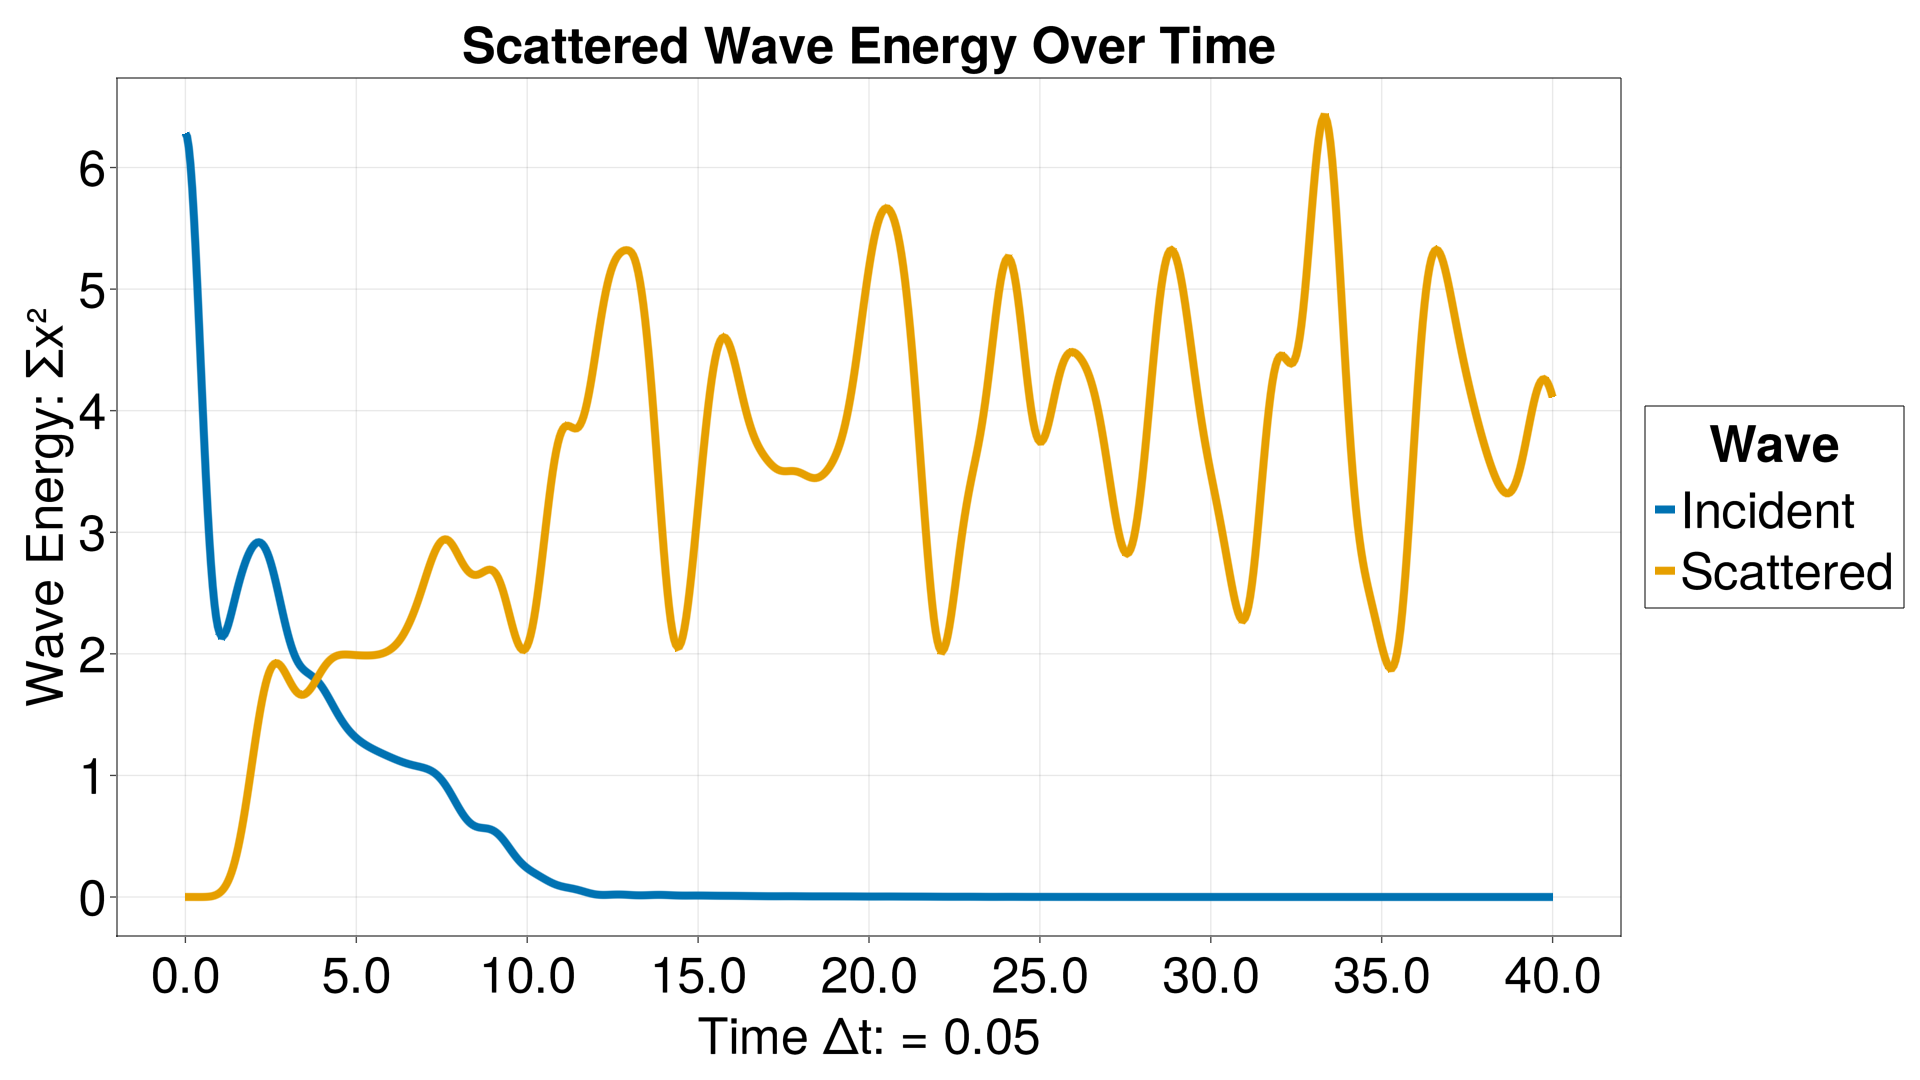 Scattered Wave Energy Over Time
Wave Energy: Σx²
6
5
4
3
2
1
0
0.0 5.0 10.0 15.0 20.0 25.0 30.0 35.0 40.0
Time Δt: = 0.05
Wave
Incident
Scattered